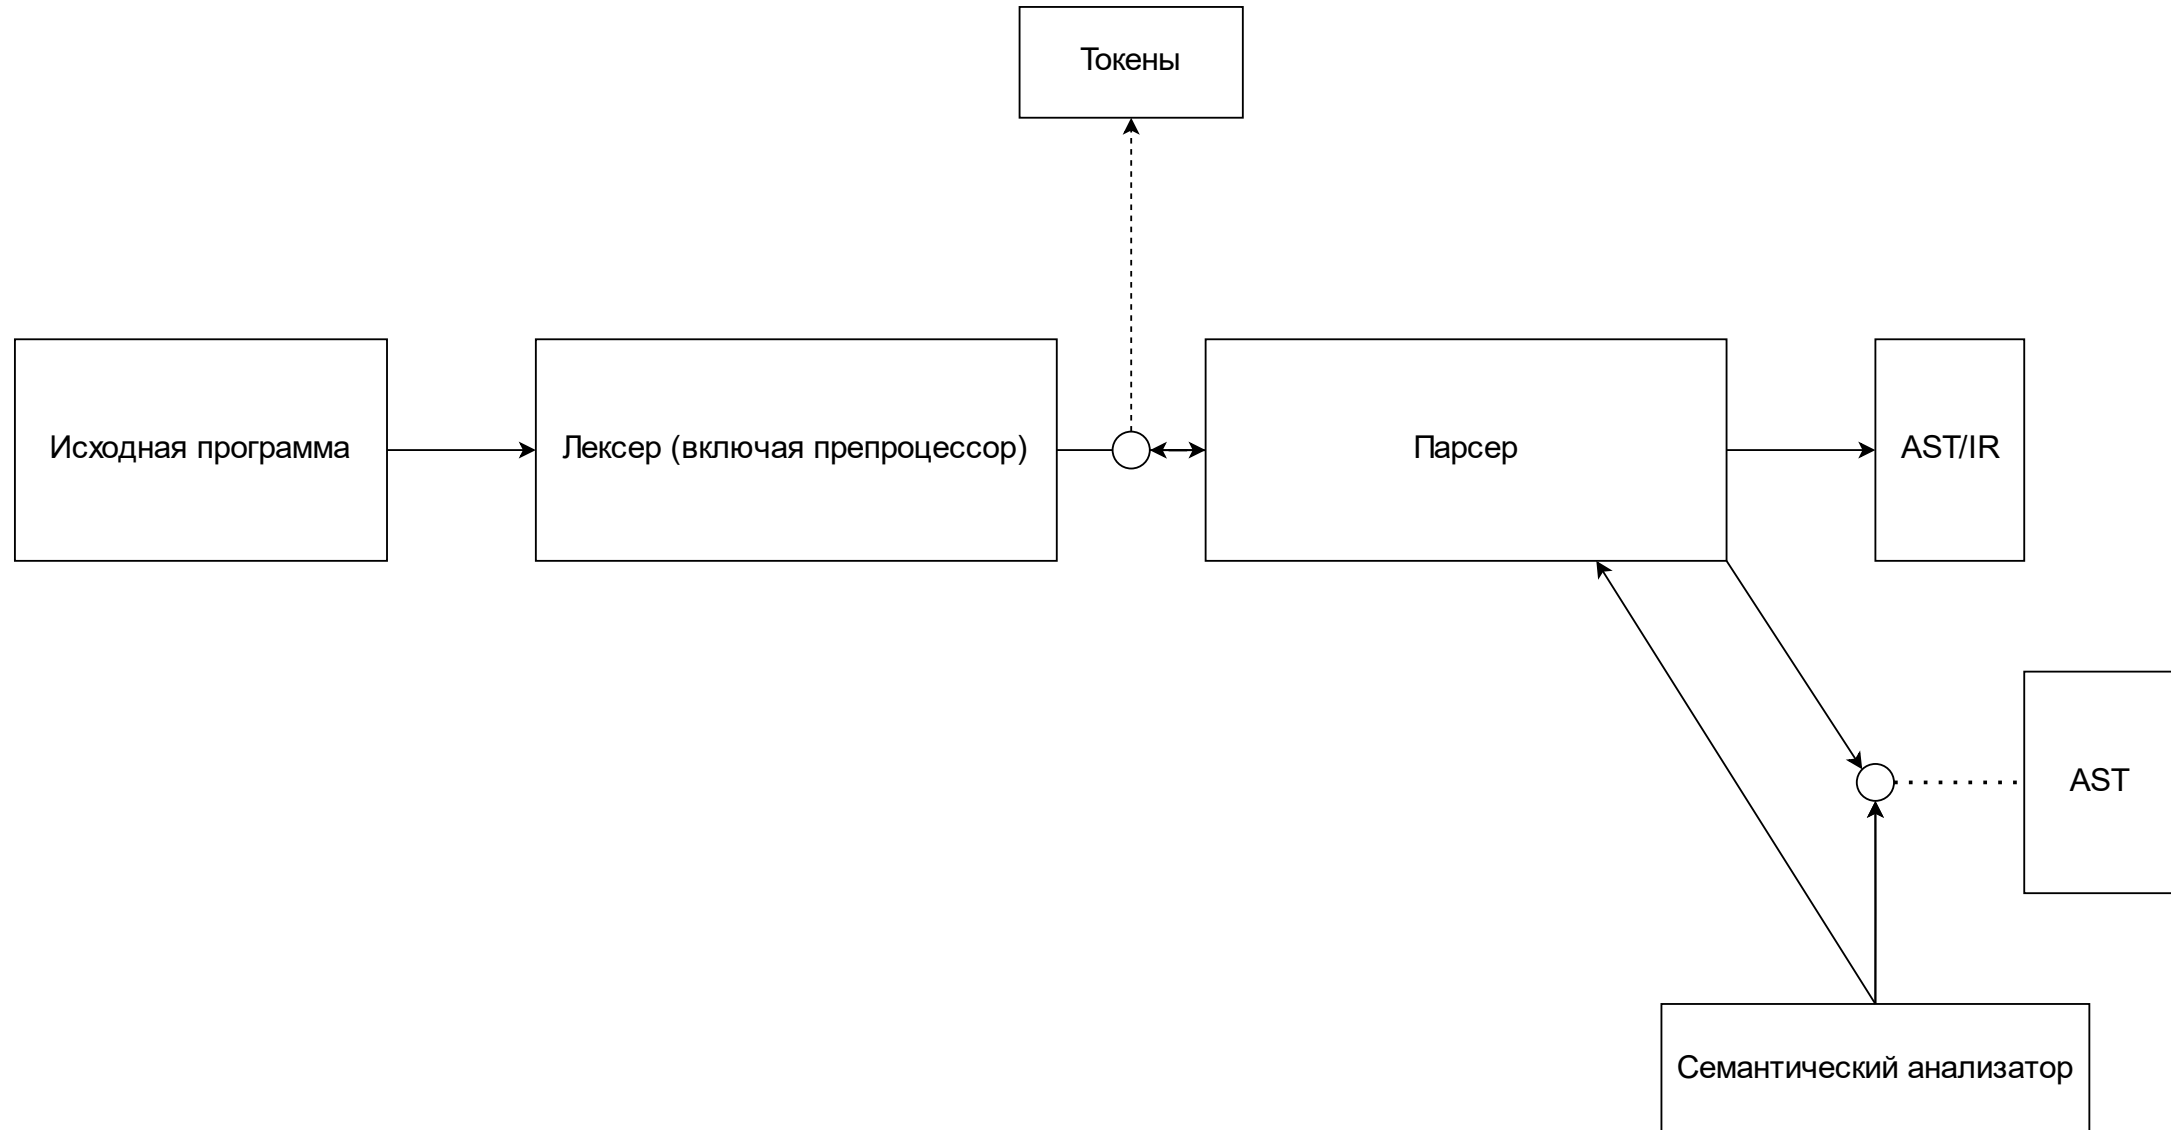 Токены
Исходная программа
Лексер (включая препроцессор)
Парсер
AST/IR
AST
Семантический анализатор